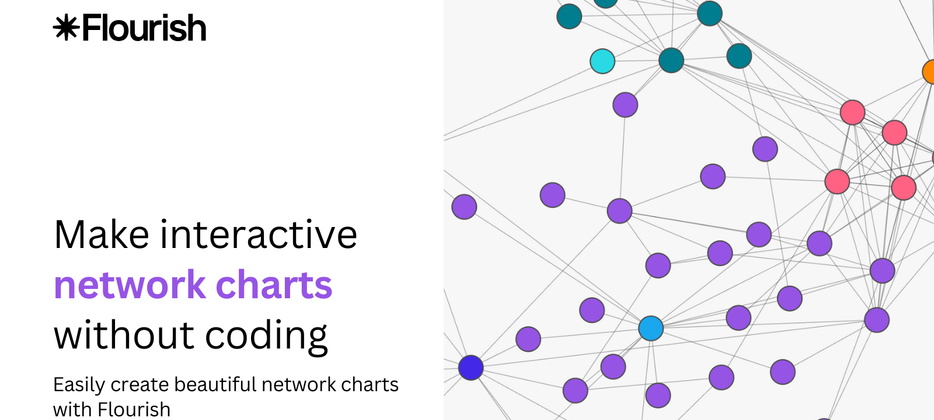 Flourish
Make interactive
network charts
without coding
Easily create beautiful network charts
with Flourish